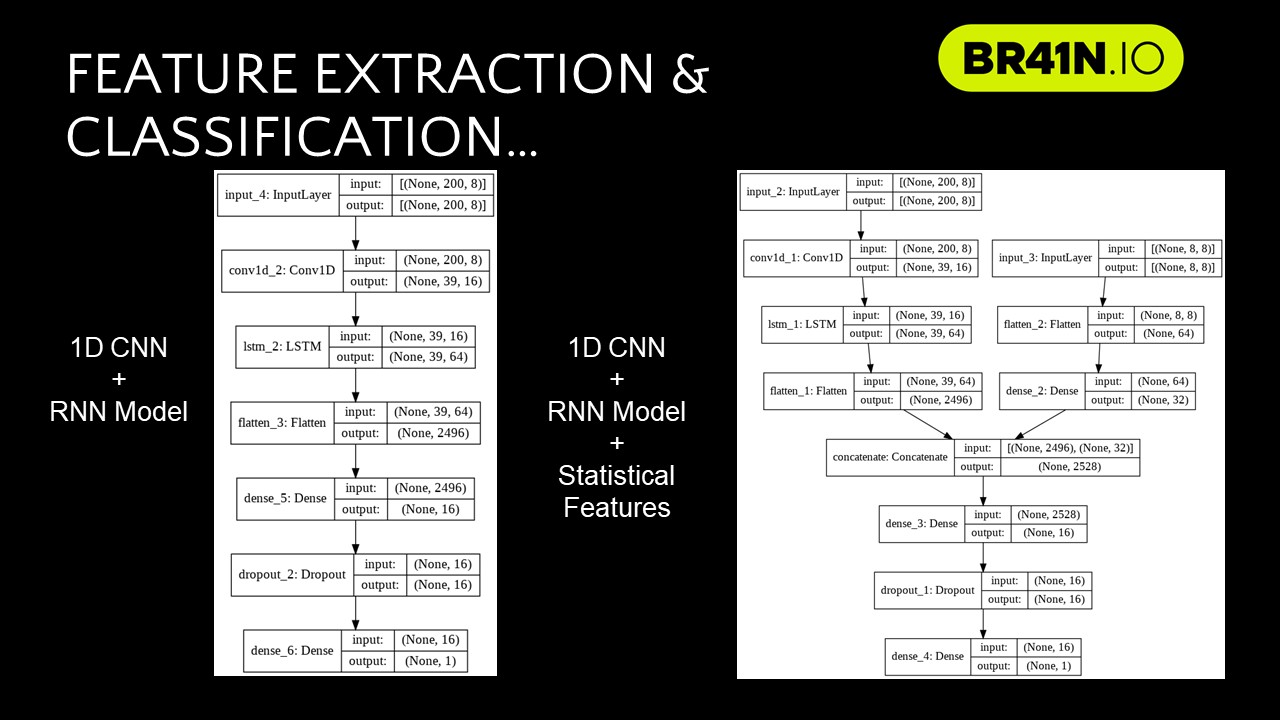 FEATURE EXTRACTION &
CLASSIFICATION...
BR41N.IO
1D CNN
+
RNN Model
input_4: InputLayer
input: [(None, 200, 8)]
output: [(None, 200, 8)]
conv1d_2: Conv1D
input: (None, 200, 8)
output: (None, 39, 16)
lstm_2: LSTM
input: (None, 39, 16)
output: (None, 39, 64)
flatten_3: Flatten
input: (None, 39, 64)
output: (None, 2496)
dense_5: Dense
input: (None, 2496)
output: (None, 16)
dropout_2: Dropout
input: (None, 16)
output: (None, 16)
dense_6: Dense
input: (None, 16)
output: (None, 1)
1D CNN
+
RNN Model
+
Statistical
Features
input_2: InputLayer
input: [(None, 200, 8)]
output: [(None, 200, 8)]
conv1d_1: Conv1D
input: (None, 200, 8)
output: (None, 39, 16)
input_3: InputLayer
input: [(None, 8, 8)]
output: [(None, 8, 8)]
lstm_1: LSTM
input: (None, 39, 16)
output: (None, 39, 64)
flatten_2: Flatten
input: (None, 8, 8)
output: (None, 64)
flatten_1: Flatten
input: (None, 39, 64)
output: (None, 2496)
dense_2: Dense
input: (None, 64)
output: (None, 32)
concatenate: Concatenate
input: [(None, 2496), (None, 32)]
output: (None, 2528)
dense_3: Dense
input: (None, 2528)
output: (None, 16)
dropout_1: Dropout
input: (None, 16)
output: (None, 16)
dense_4: Dense
input: (None, 16)
output: (None, 1)